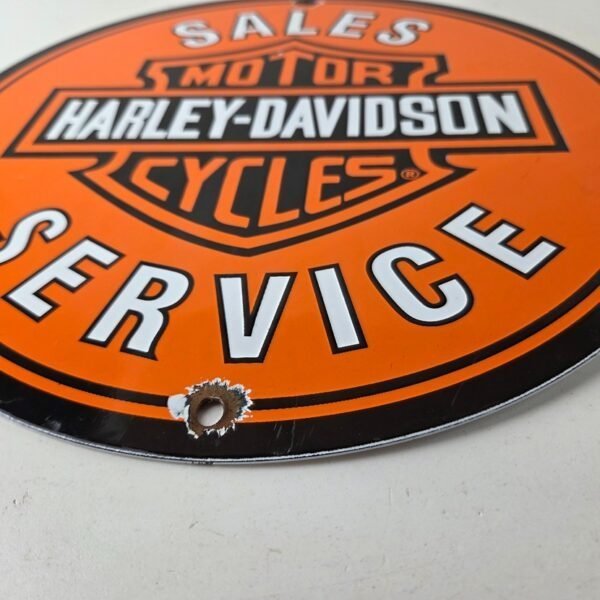 SALES
MOTOR
HARLEY-DAVIDSON
CYCLES®
SERVICE